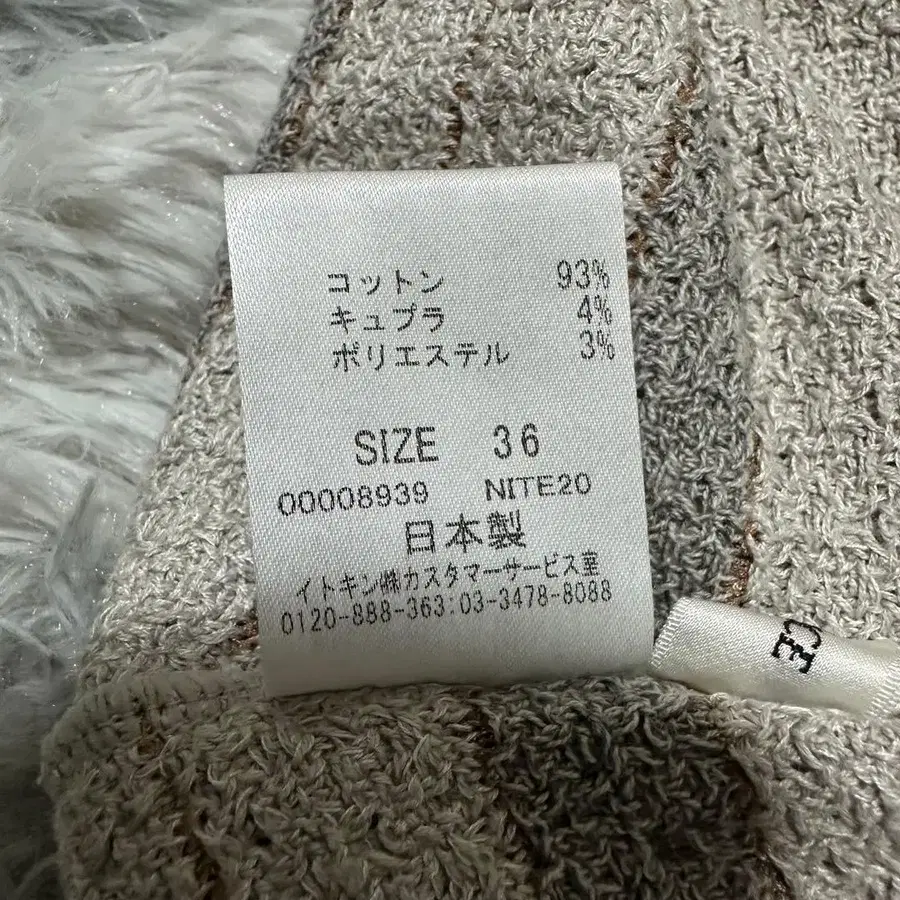 コットン 93%
キュプラ 4%
ポリエステル 3%
SIZE 36
00008939 NITE20
日本製
イトキン㈱カスタマーサービス室
0120-888-363:03-3478-8088